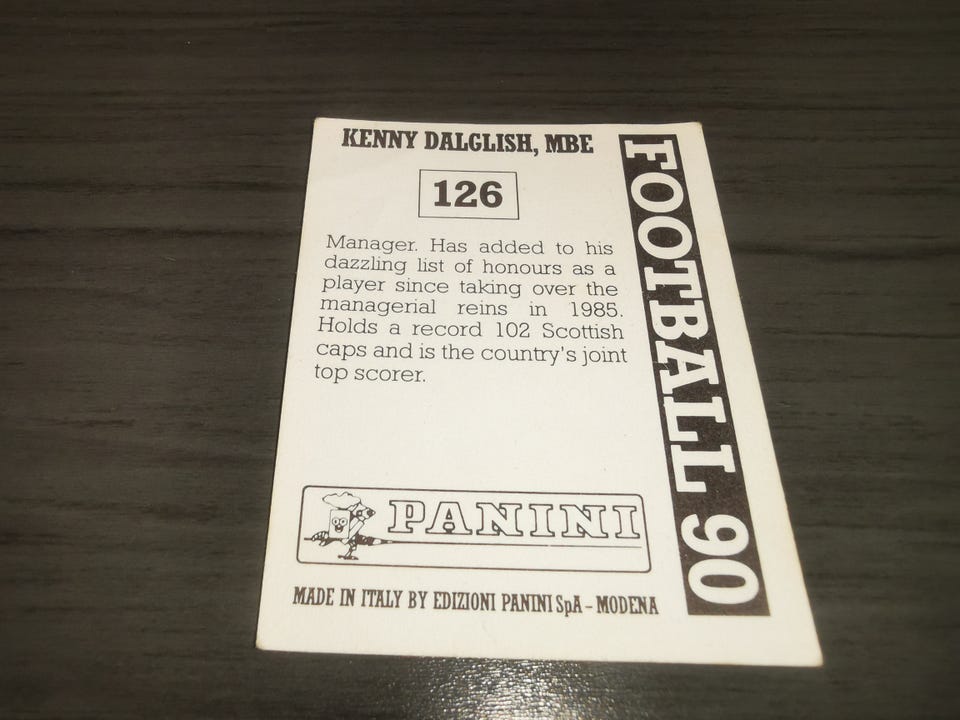 KENNY DALGLISH, MBE
126
Manager. Has added to his
dazzling list of honours as a
player since taking over the
managerial reins in 1985.
Holds a record 102 Scottish
caps and is the country's joint
top scorer.
PANINI
MADE IN ITALY BY EDIZIONI PANINI SpA - MODENA
FOOTBALL 90